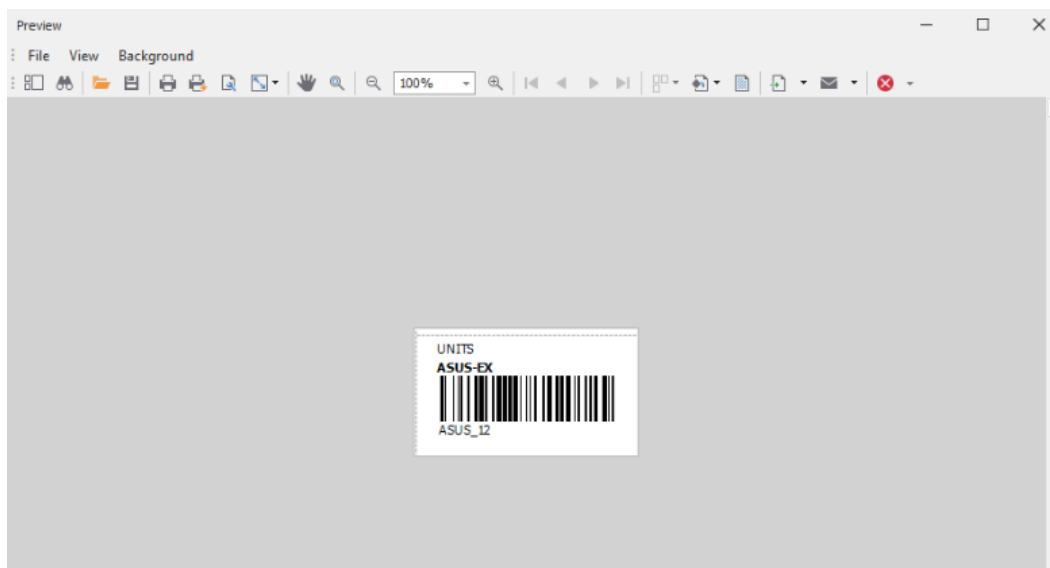 Preview
File View Background
100%
UNITS
ASUS-EX
ASUS_12